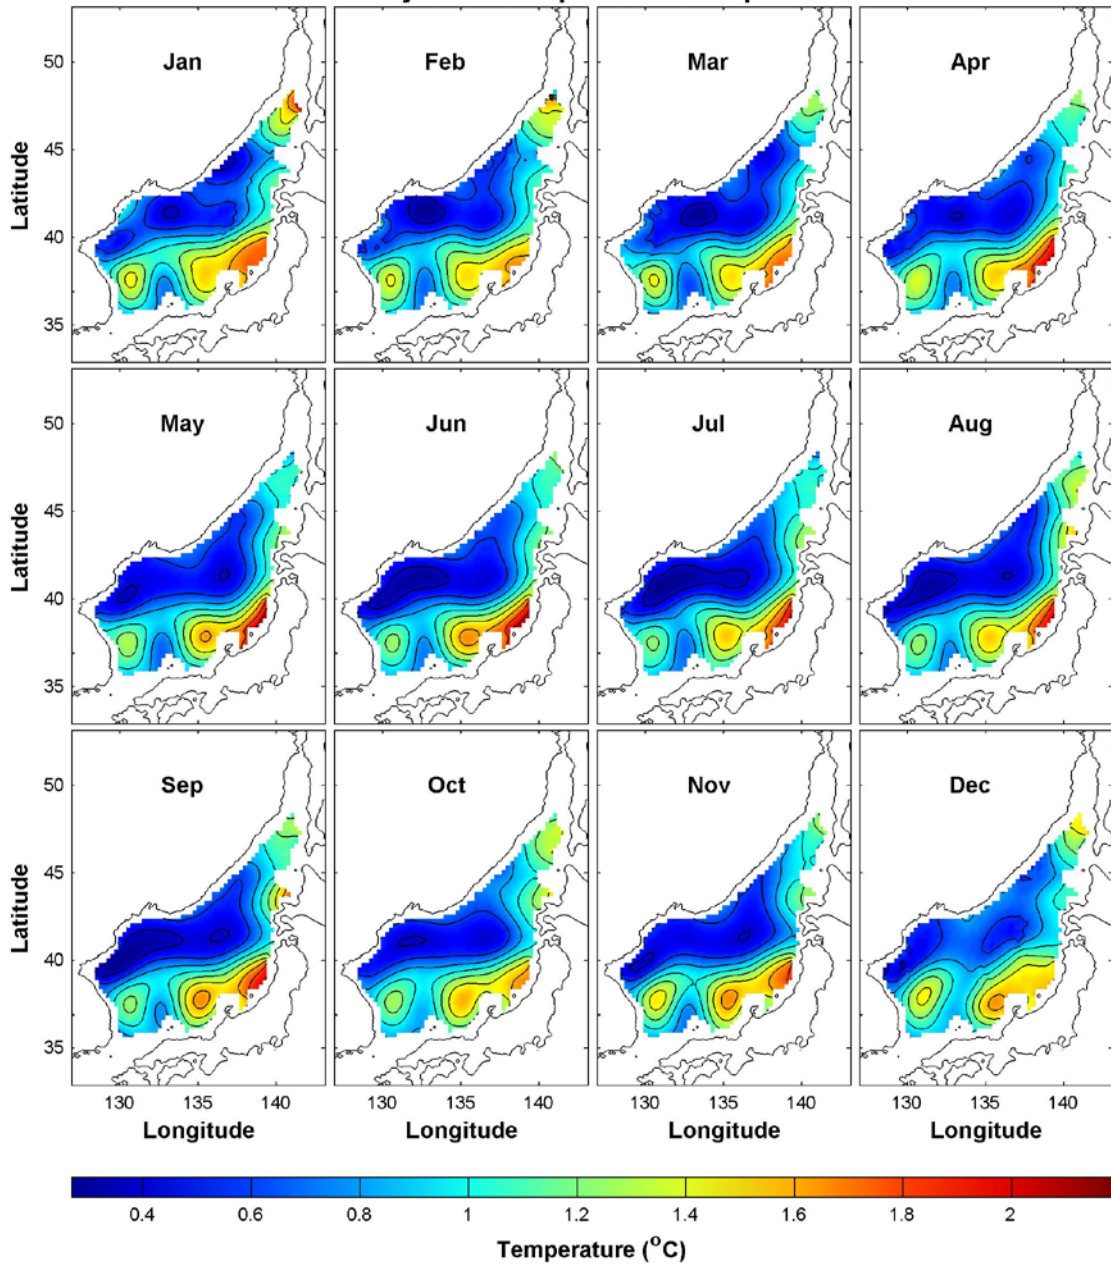 Jan Feb Mar Apr
50
45
40
35
Latitude
May Jun Jul Aug
50
45
40
35
Latitude
Sep Oct Nov Dec
50
45
40
35
Latitude
130 135 140 130 135 140 130 135 140 130 135 140
Longitude Longitude Longitude Longitude
0.4 0.6 0.8 1 1.2 1.4 1.6 1.8 2
Temperature (°C)